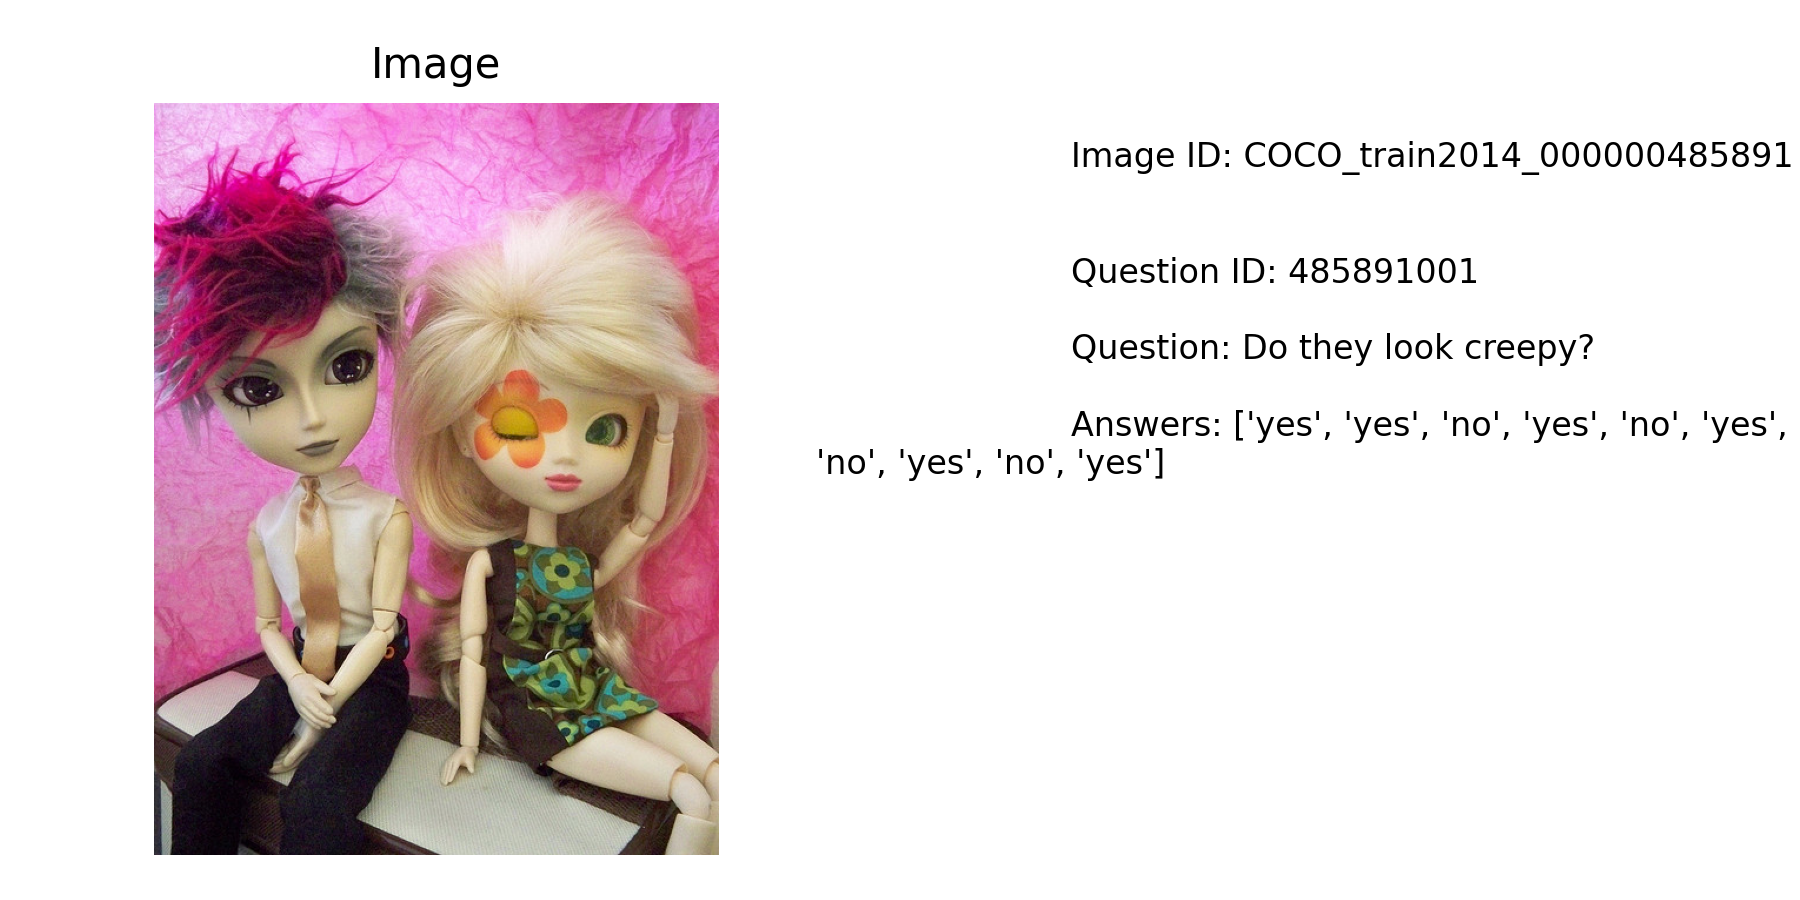 Image
Image ID: COCO_train2014_000000485891
Question ID: 485891001
Question: Do they look creepy?
Answers: ['yes', 'yes', 'no', 'yes', 'no', 'yes',
'no', 'yes', 'no', 'yes']